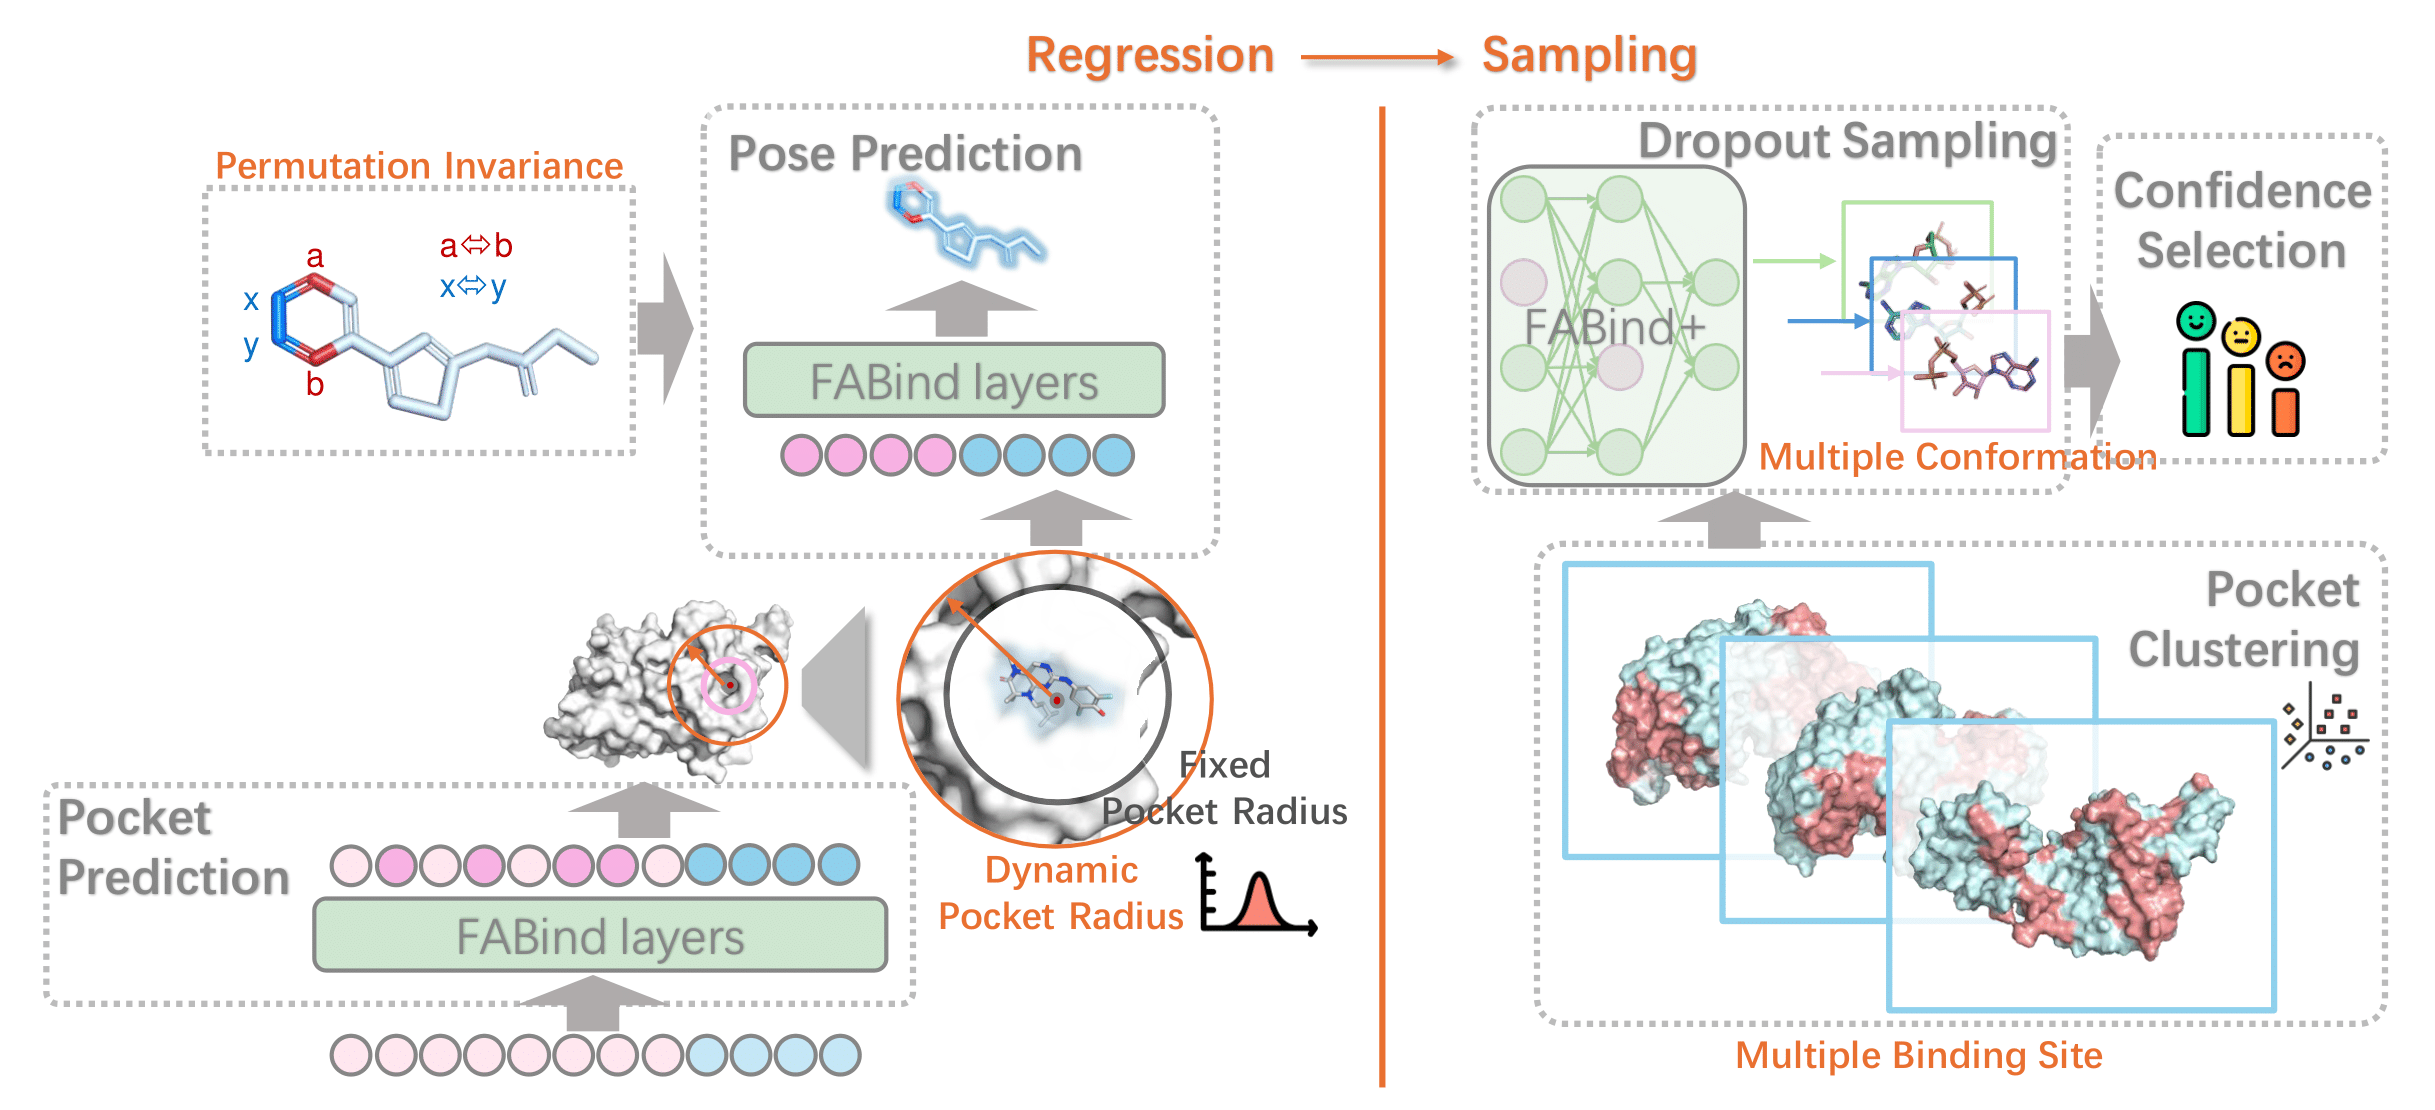 Regression
Sampling
Permutation Invariance
a
x
y
b
a⇔b
x⇔y
Pose Prediction
FABind layers
Pocket
Prediction
FABind layers
Fixed
Pocket Radius
Dynamic
Pocket Radius
Dropout Sampling
FABind+
Multiple Conformation
Confidence
Selection
Pocket
Clustering
Multiple Binding Site